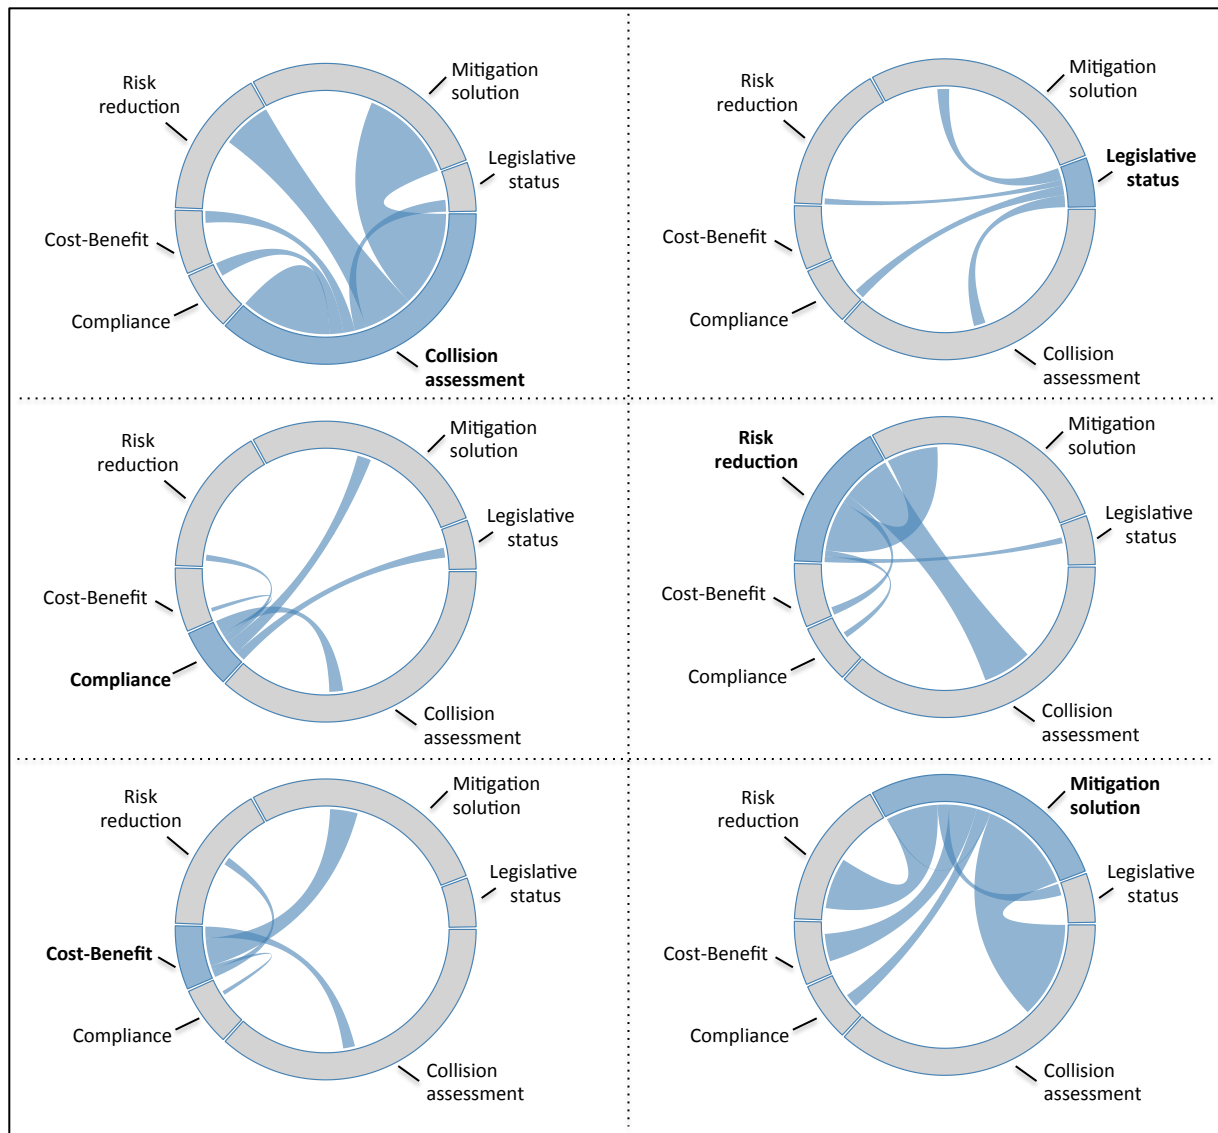 Risk
reduction
Mitigation
solution
Legislative
status
Cost-Benefit
Compliance
Collision
assessment
Risk
reduction
Mitigation
solution
Legislative
status
Cost-Benefit
Compliance
Collision
assessment
Risk
reduction
Mitigation
solution
Legislative
status
Cost-Benefit
Compliance
Collision
assessment
Risk
reduction
Mitigation
solution
Legislative
status
Cost-Benefit
Compliance
Collision
assessment
Risk
reduction
Mitigation
solution
Legislative
status
Cost-Benefit
Compliance
Collision
assessment
Risk
reduction
Mitigation
solution
Legislative
status
Cost-Benefit
Compliance
Collision
assessment